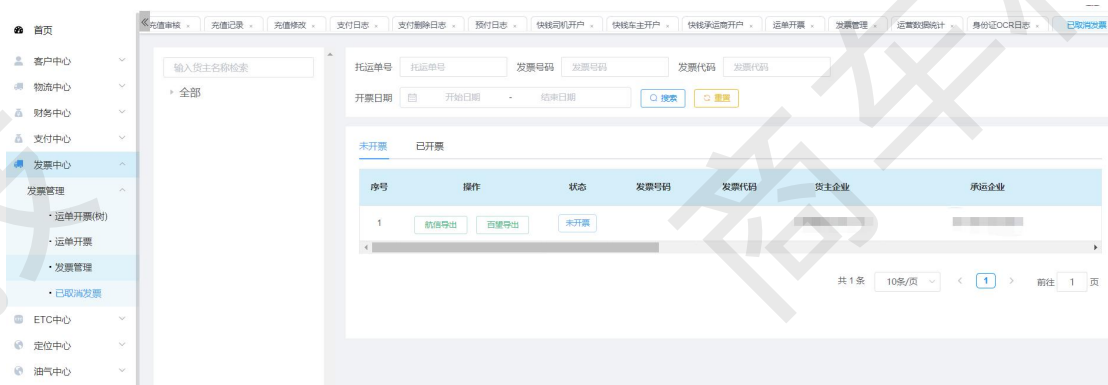 首页
客户中心
物流中心
财务中心
支付中心
发票中心
发票管理
·运单开票(树)
·运单开票
·发票管理
·已取消发票
ETC中心
定位中心
油气中心
充值审核 × 充值记录 × 充值修改 × 支付日志 × 支付删除日志 × 预付日志 × 快钱司机开户 × 快钱车主开户 × 快钱承运商开户 × 运单开票 × 发票管理 × 运营数据统计 × 身份证OCR日志 × 已取消发票
输入货主名称检索
全部
托运单号 托运单号 发票号码 发票号码 发票代码 发票代码
开票日期 开始日期 - 结束日期 搜索 重置
未开票 已开票
序号 操作 状态 发票号码 发票代码 货主企业 承运企业
1 航信导出 百望导出 未开票
共1条 10条/页 < 1 > 前往 1 页